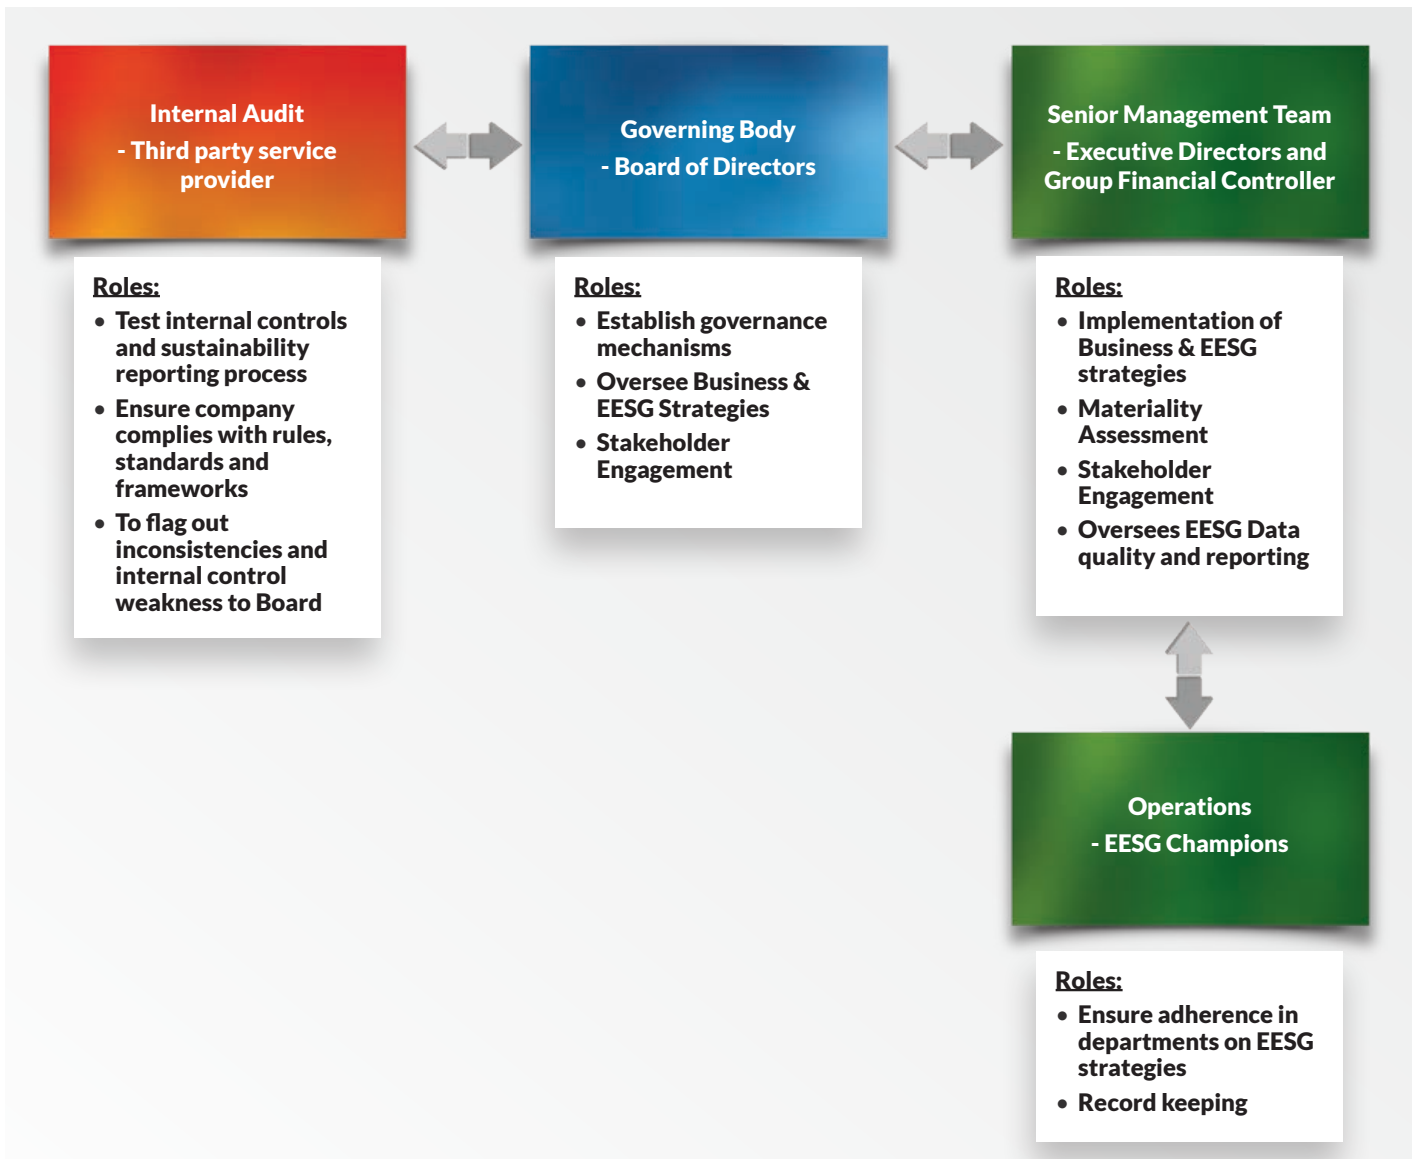 Internal Audit
- Third party service
provider
Roles:
• Test internal controls
and sustainability
reporting process
• Ensure company
complies with rules,
standards and
frameworks
• To flag out
inconsistencies and
internal control
weakness to Board
Governing Body
- Board of Directors
Roles:
• Establish governance
mechanisms
• Oversee Business &
EESG Strategies
• Stakeholder
Engagement
Senior Management Team
- Executive Directors and
Group Financial Controller
Roles:
• Implementation of
Business & EESG
strategies
• Materiality
Assessment
• Stakeholder
Engagement
• Oversees EESG Data
quality and reporting
Operations
- EESG Champions
Roles:
• Ensure adherence in
departments on EESG
strategies
• Record keeping